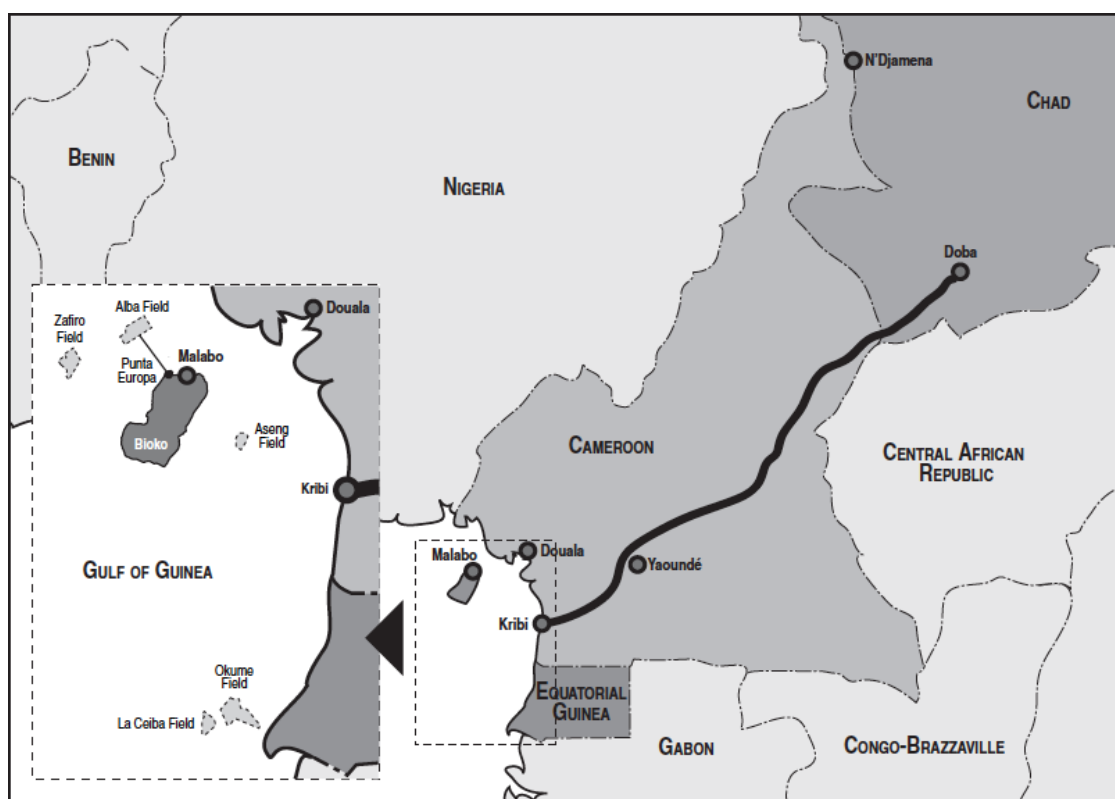 N'Djamena
CHAD
BENIN
NIGERIA
Doba
Douala
Alba Field
Zafiro
Field
Malabo
Punta
Europa
Bioko
Aseng
Field
Kribi
GULF OF GUINEA
Okume
Field
La Ceiba Field
CAMEROON
CENTRAL AFRICAN
REPUBLIC
Malabo
Douala
Yaoundé
Kribi
EQUATORIAL
GUINEA
GABON
CONGO-BRAZZAVILLE